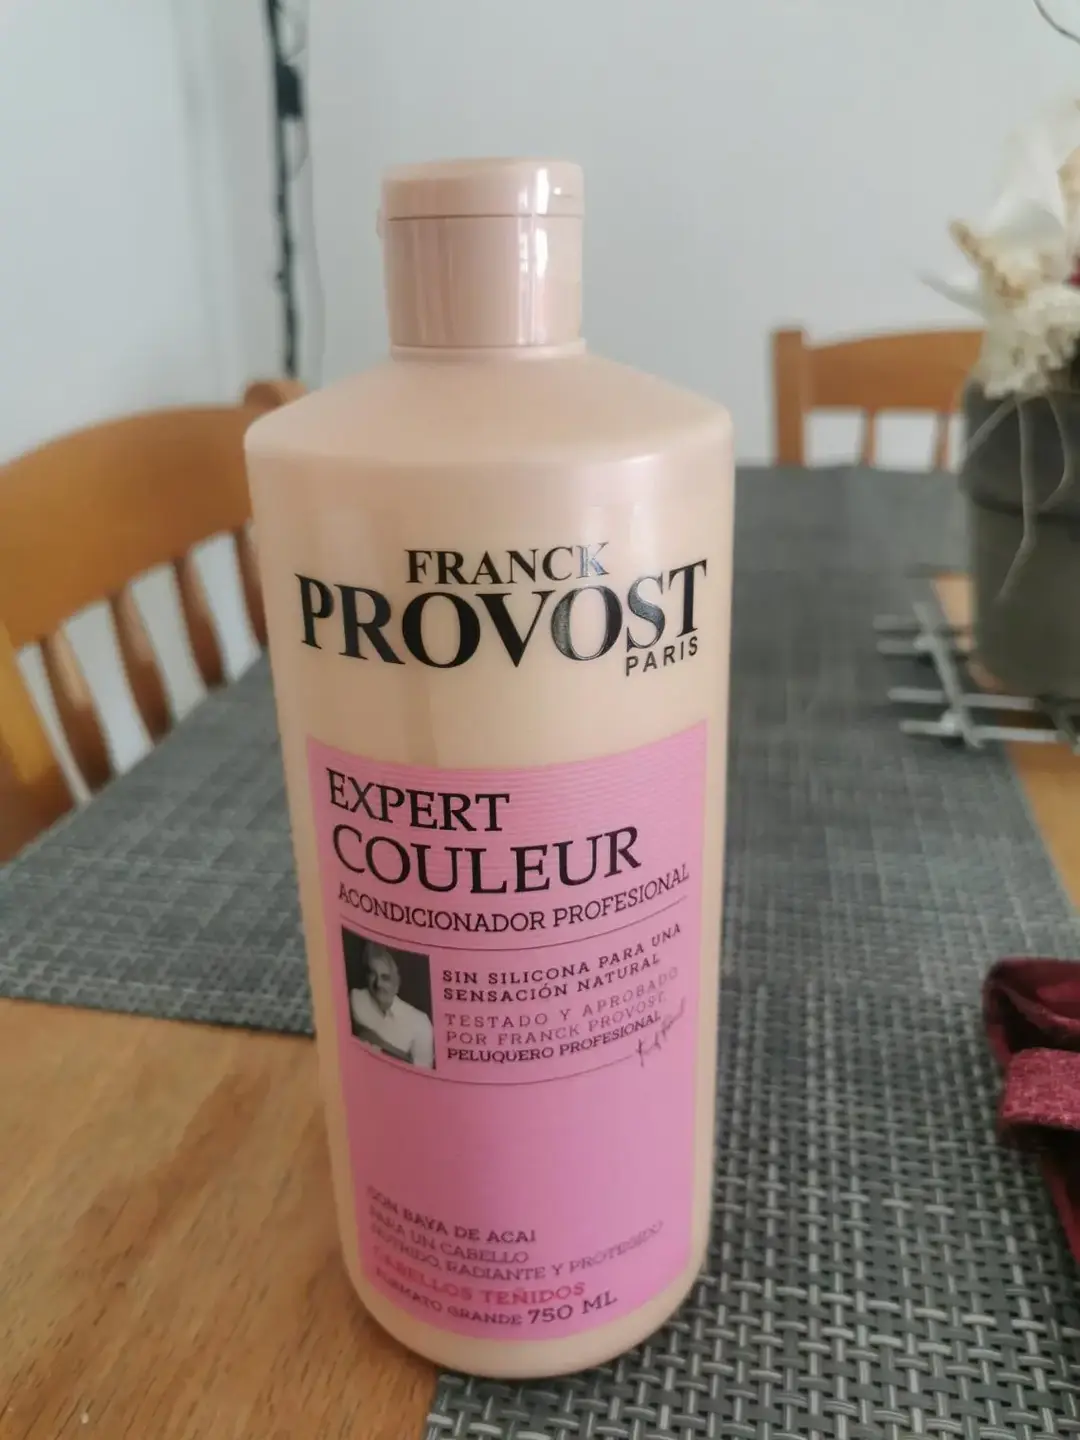 FRANCK
PROVOST
PARIS
EXPERT
COULEUR
ACONDICIONADOR PROFESIONAL
SIN SILICONA PARA UNA
SENSACIÓN NATURAL
TESTADO Y APROBADO
POR FRANCK PROVOST,
PELUQUERO PROFESIONAL
CON BAYA DE ACAI
PARA UN CABELLO
NUTRIDO, RADIANTE Y PROTEGIDO
CABELLOS TEÑIDOS
FORMATO GRANDE 750 ML